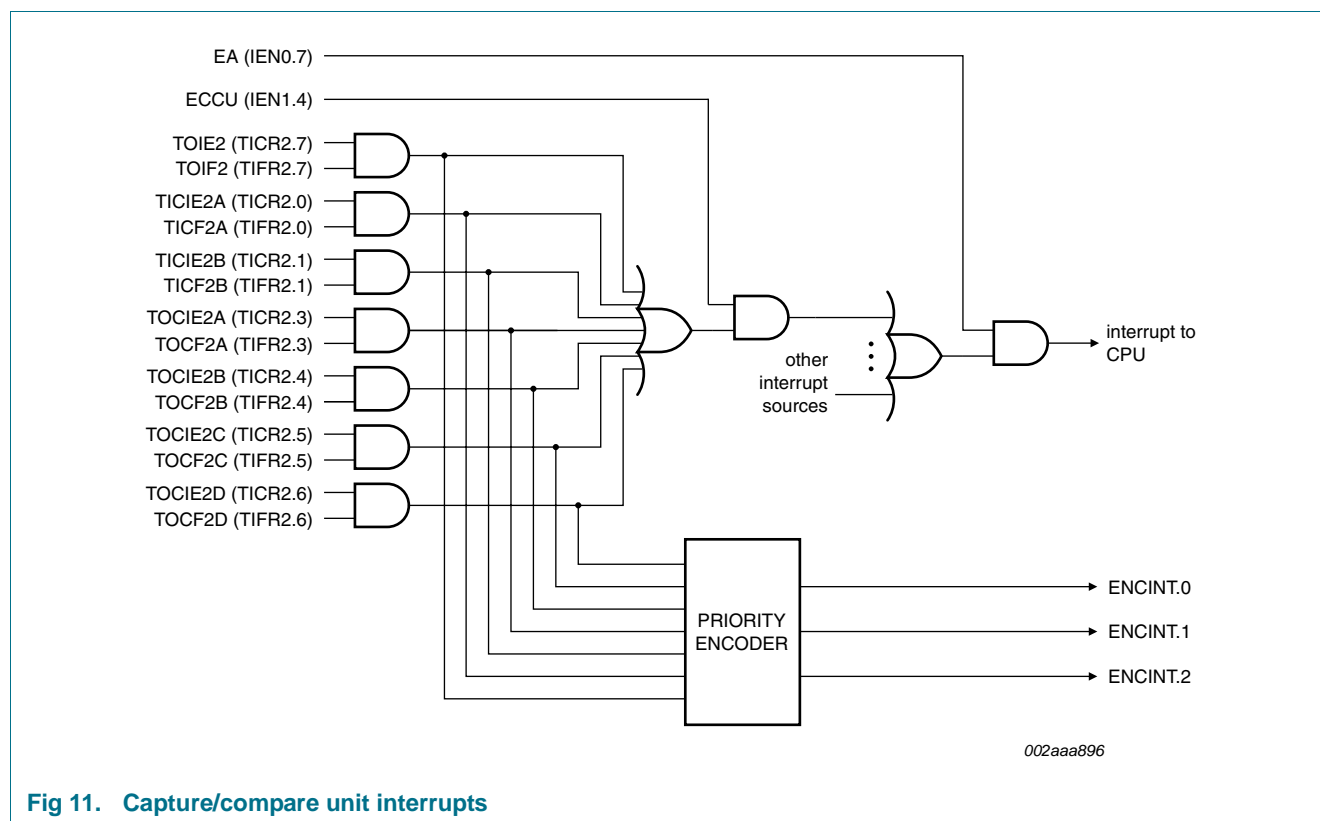 EA (IEN0.7)
ECCU (IEN1.4)
TOIE2 (TICR2.7)
TOIF2 (TIFR2.7)
TICIE2A (TICR2.0)
TICF2A (TIFR2.0)
TICIE2B (TICR2.1)
TICF2B (TIFR2.1)
TOCIE2A (TICR2.3)
TOCF2A (TIFR2.3)
TOCIE2B (TICR2.4)
TOCF2B (TIFR2.4)
TOCIE2C (TICR2.5)
TOCF2C (TIFR2.5)
TOCIE2D (TICR2.6)
TOCF2D (TIFR2.6)
other
interrupt
sources
interrupt to
CPU
PRIORITY
ENCODER
ENCINT.0
ENCINT.1
ENCINT.2
002aaa896
Fig 11. Capture/compare unit interrupts